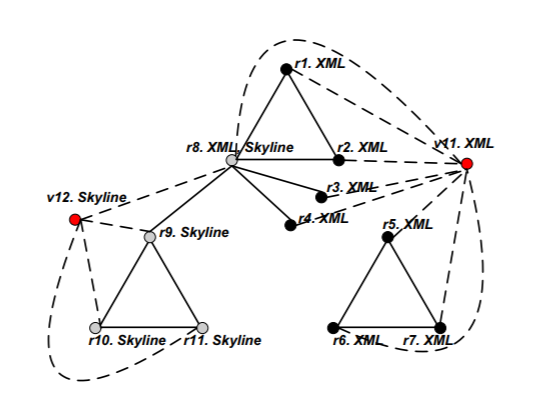 r1. XML
r8. XML, Skyline
r2. XML
v11. XML
r3. XML
v12. Skyline
r4. XML
r5. XML
r9. Skyline
r10. Skyline
r11. Skyline
r6. XML
r7. XML